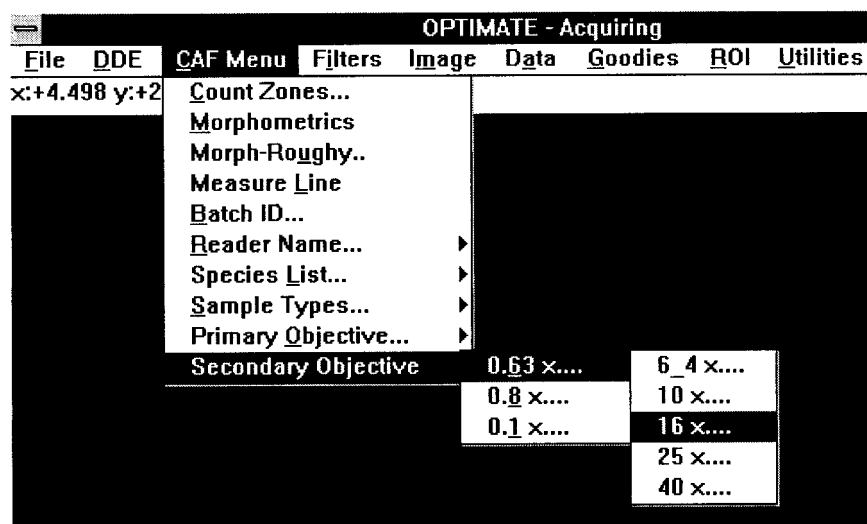 OPTIMATE - Acquiring
File DDE CAF Menu Filters Image Data Goodies ROI Utilities
x:+4.498 y:+2
Count Zones...
Morphometrics
Morph-Roughy..
Measure Line
Batch ID...
Reader Name...
Species List...
Sample Types...
Primary Objective...
Secondary Objective
0.63 x....
0.8 x....
0.1 x....
6_4 x....
10 x....
16 x....
25 x....
40 x....